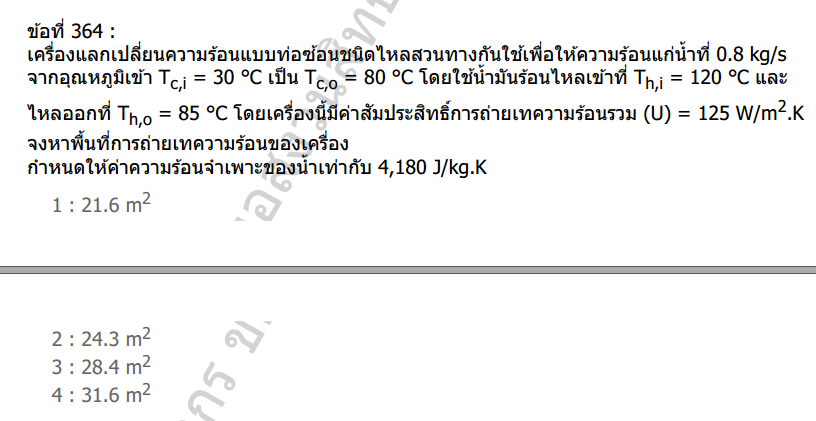 ข้อที่ 364 :
เครื่องแลกเปลี่ยนความร้อนแบบท่อซ้อนชนิดไหลสวนทางกันใช้เพื่อให้ความร้อนแก่น้ำที่ 0.8 kg/s
จากอุณหภูมิเข้า Tc,i = 30 °C เป็น Tc,o = 80 °C โดยใช้น้ำมันร้อนไหลเข้าที่ Th,i = 120 °C และ
ไหลออกที่ Th,o = 85 °C โดยเครื่องนี้มีค่าสัมประสิทธิ์การถ่ายเทความร้อนรวม (U) = 125 W/m2.K
จงหาพื้นที่การถ่ายเทความร้อนของเครื่อง
กำหนดให้ค่าความร้อนจำเพาะของน้ำเท่ากับ 4,180 J/kg.K
1 : 21.6 m2
2 : 24.3 m2
3 : 28.4 m2
4 : 31.6 m2